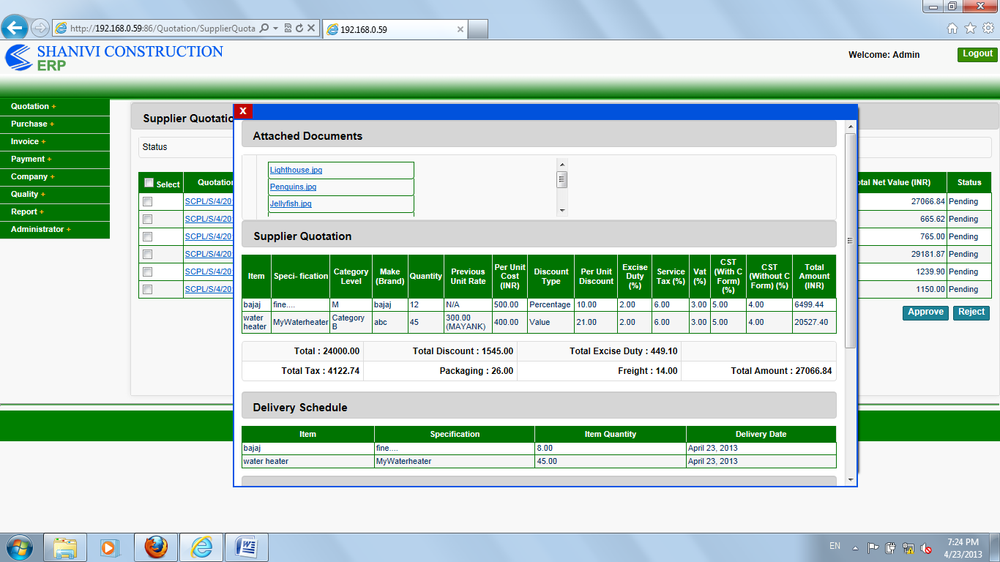 http://192.168.0.59:86/Quotation/SupplierQuota
192.168.0.59
SHANIVI CONSTRUCTION
ERP
Welcome: Admin
Logout
Quotation +
Purchase +
Invoice +
Payment +
Company +
Quality +
Report +
Administrator +
Supplier Quotatio
Status
Select
Quotation
SCPL/S/4/20
SCPL/S/4/20
SCPL/S/4/20
SCPL/S/4/20
SCPL/S/4/20
SCPL/S/4/20
X
Attached Documents
Lighthouse.jpg
Penguins.jpg
Jellyfish.jpg
Supplier Quotation
Item Speci- fication Category Level Make (Brand) Quantity Previous Unit Rate Per Unit Cost (INR) Discount Type Per Unit Discount Excise Duty (%) Service Tax (%) Vat (%) CST (With C Form) (%) CST (Without C Form) (%) Total Amount (INR)
bajaj fine.... M bajaj 12 N/A 500.00 Percentage 10.00 2.00 6.00 3.00 5.00 4.00 6499.44
water heater MyWaterheater Category B abc 45 300.00 (MAYANK) 400.00 Value 21.00 2.00 6.00 3.00 5.00 4.00 20527.40
Total : 24000.00 Total Discount : 1545.00 Total Excise Duty : 449.10
Total Tax : 4122.74 Packaging : 26.00 Freight : 14.00 Total Amount : 27066.84
Delivery Schedule
Item Specification Item Quantity Delivery Date
bajaj fine.... 8.00 April 23, 2013
water heater MyWaterheater 45.00 April 23, 2013
otal Net Value (INR) Status
27066.84 Pending
665.62 Pending
765.00 Pending
29181.87 Pending
1239.90 Pending
1150.00 Pending
Approve Reject
EN
7:24 PM
4/23/2013